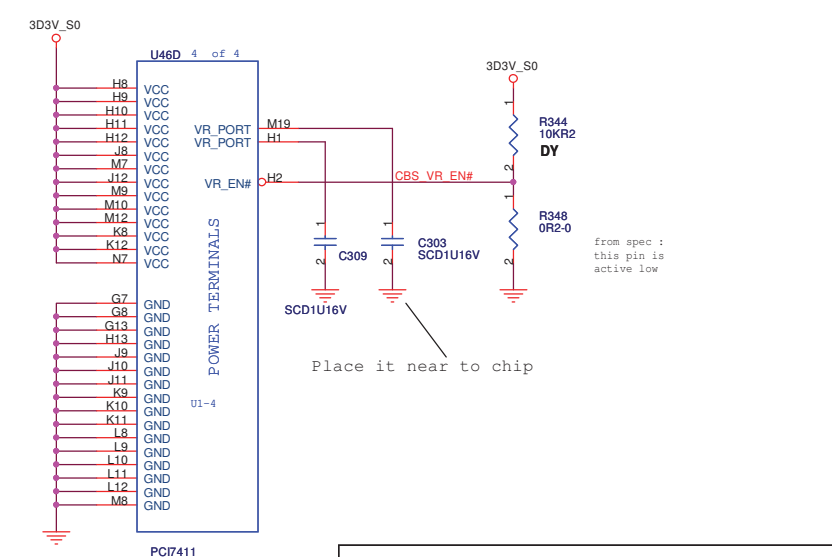 3D3V_S0
U46D 4 of 4
H8 VCC
H9 VCC
H10 VCC
H11 VCC
H12 VCC
J8 VCC
M7 VCC
J12 VCC
M9 VCC
M10 VCC
M12 VCC
K8 VCC
K12 VCC
N7 VCC
G7 GND
G8 GND
G13 GND
H13 GND
J9 GND
J10 GND
J11 GND
K9 GND
K10 GND
K11 GND
L8 GND
L9 GND
L10 GND
L11 GND
L12 GND
M8 GND
VR_PORT M19
VR_PORT H1
VR_EN# H2
POWER TERMINALS
U1-4
PCI7411
CBS_VR_EN#
1
2
C309
SCD1U16V
1
2
C303
SCD1U16V
Place it near to chip
3D3V_S0
1
2
R344
10KR2
DY
1
2
R348
0R2-0
from spec :
this pin is
active low